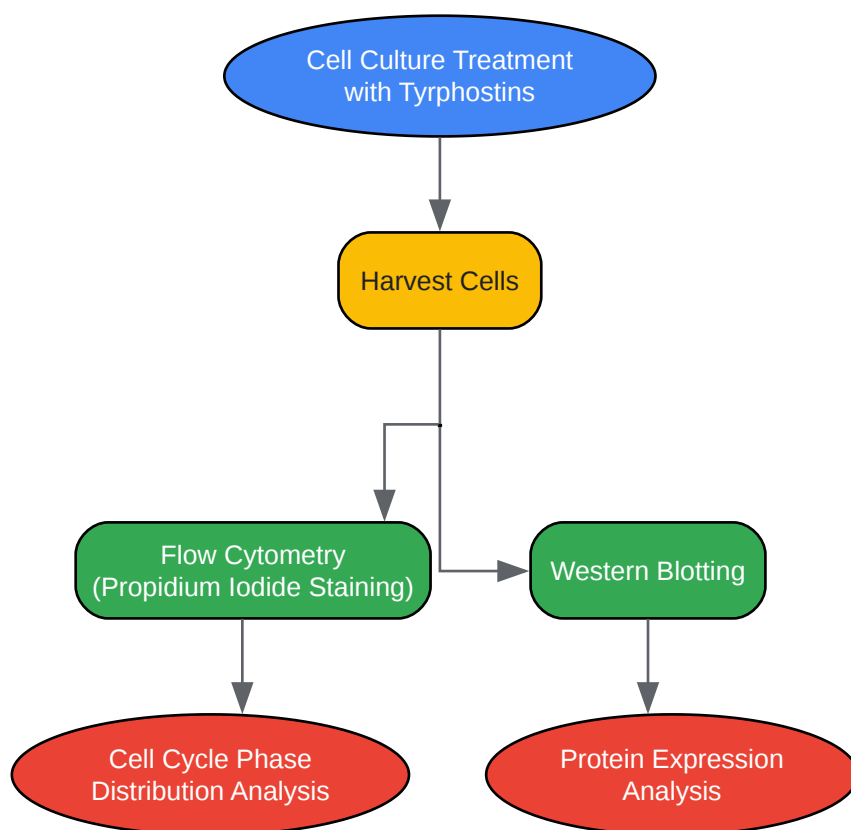 Cell Culture Treatment
with Tyrphostins
Harvest Cells
Flow Cytometry
(Propidium Iodide Staining)
Western Blotting
Cell Cycle Phase
Distribution Analysis
Protein Expression
Analysis